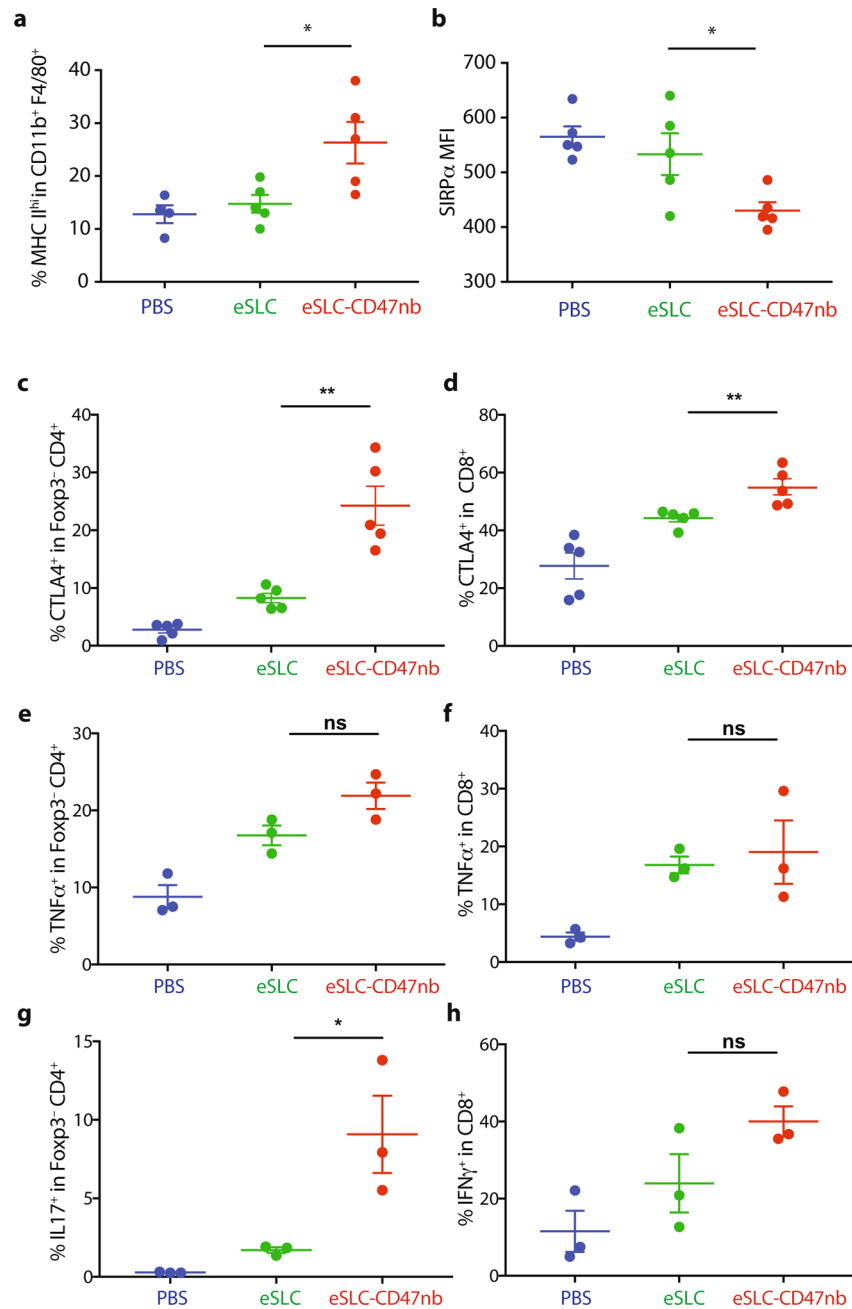 a
*
% MHC IIʰⁱ in CD11b⁺ F4/80⁺
40
30
20
10
0
PBS eSLC eSLC-CD47nb
b
*
SIRPα MFI
700
600
500
400
300
PBS eSLC eSLC-CD47nb
c
**
% CTLA4⁺ in Foxp3⁻ CD4⁺
40
30
20
10
0
PBS eSLC eSLC-CD47nb
d
**
% CTLA4⁺ in CD8⁺
80
60
40
20
0
PBS eSLC eSLC-CD47nb
e
ns
% TNFα⁺ in Foxp3⁻ CD4⁺
30
20
10
0
PBS eSLC eSLC-CD47nb
f
ns
% TNFα⁺ in CD8⁺
40
30
20
10
0
PBS eSLC eSLC-CD47nb
g
*
% IL17⁺ in Foxp3⁻ CD4⁺
15
10
5
0
PBS eSLC eSLC-CD47nb
h
ns
% IFNγ⁺ in CD8⁺
60
40
20
0
PBS eSLC eSLC-CD47nb